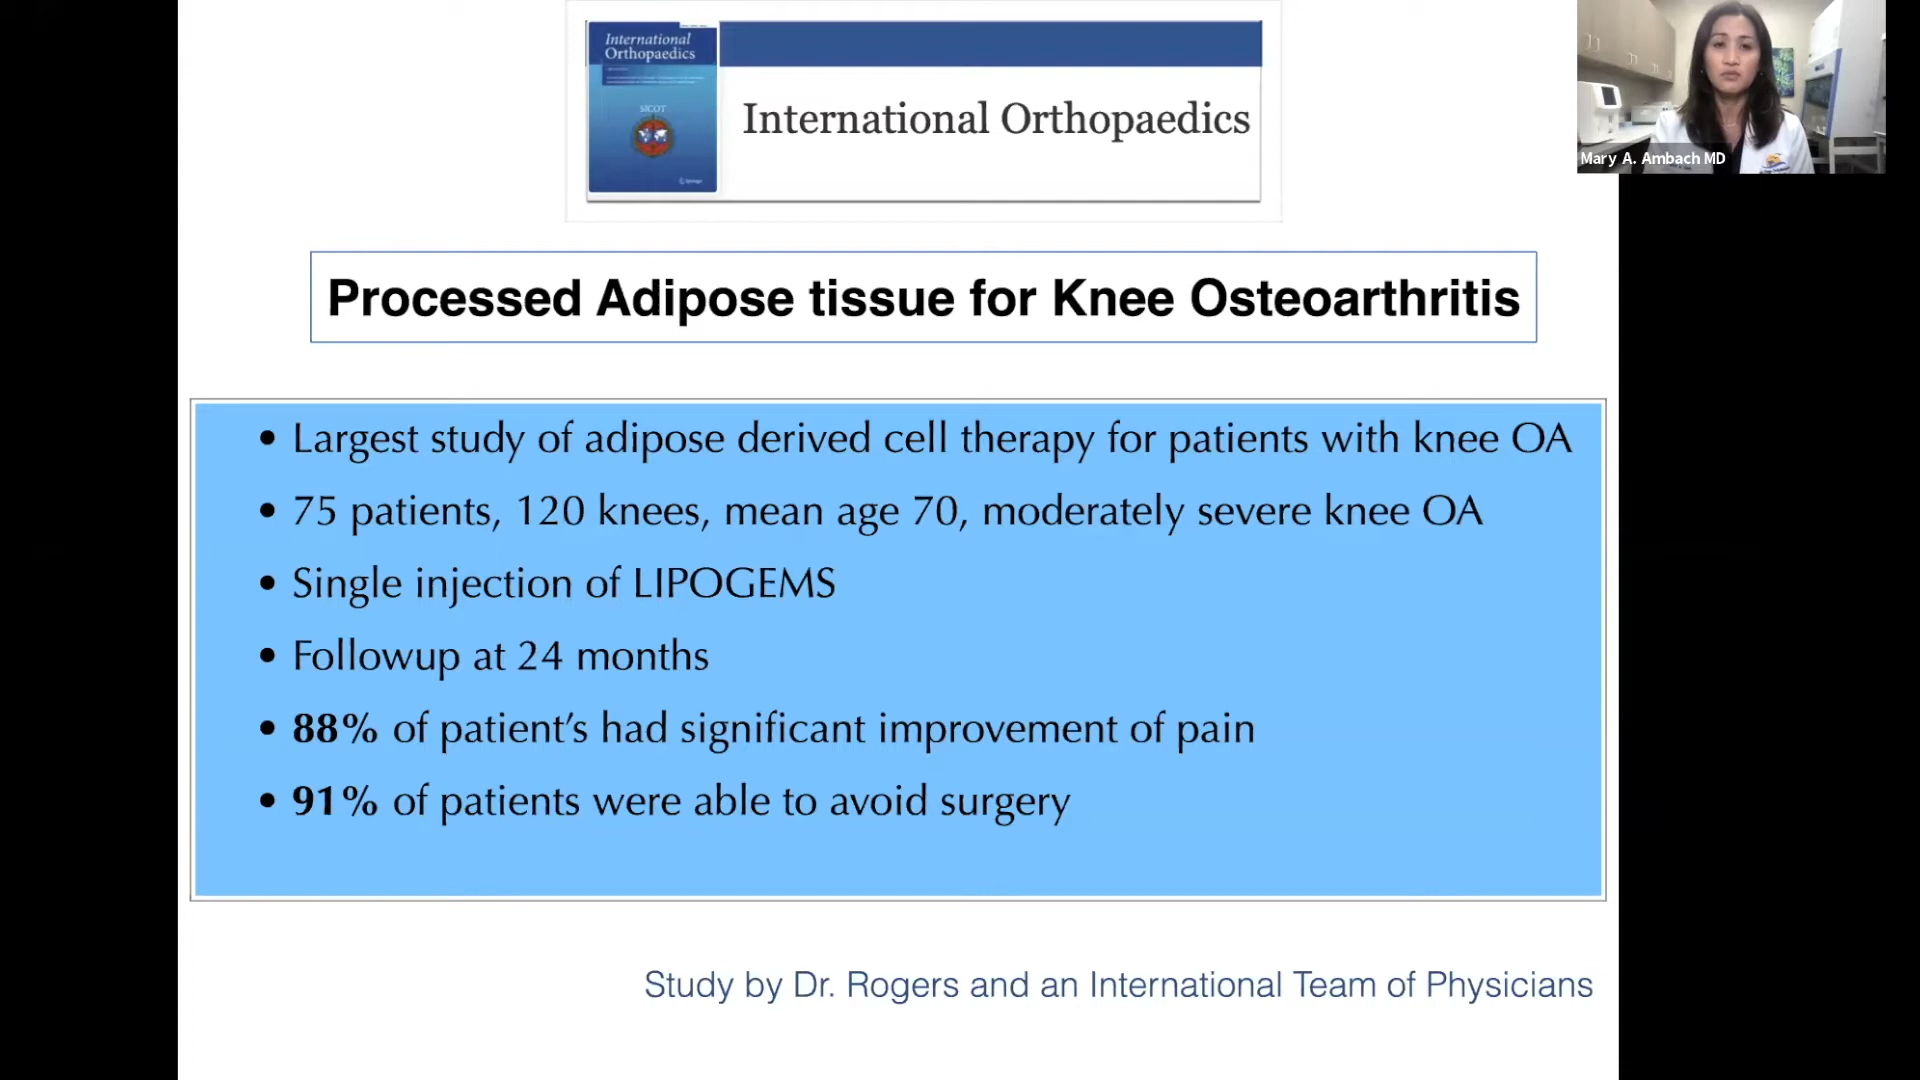 International
Orthopaedics
SICOT
Springer
International Orthopaedics
Mary A. Ambach MD
Processed Adipose tissue for Knee Osteoarthritis
• Largest study of adipose derived cell therapy for patients with knee OA
• 75 patients, 120 knees, mean age 70, moderately severe knee OA
• Single injection of LIPOGEMS
• Followup at 24 months
• 88% of patient’s had significant improvement of pain
• 91% of patients were able to avoid surgery
Study by Dr. Rogers and an International Team of Physicians